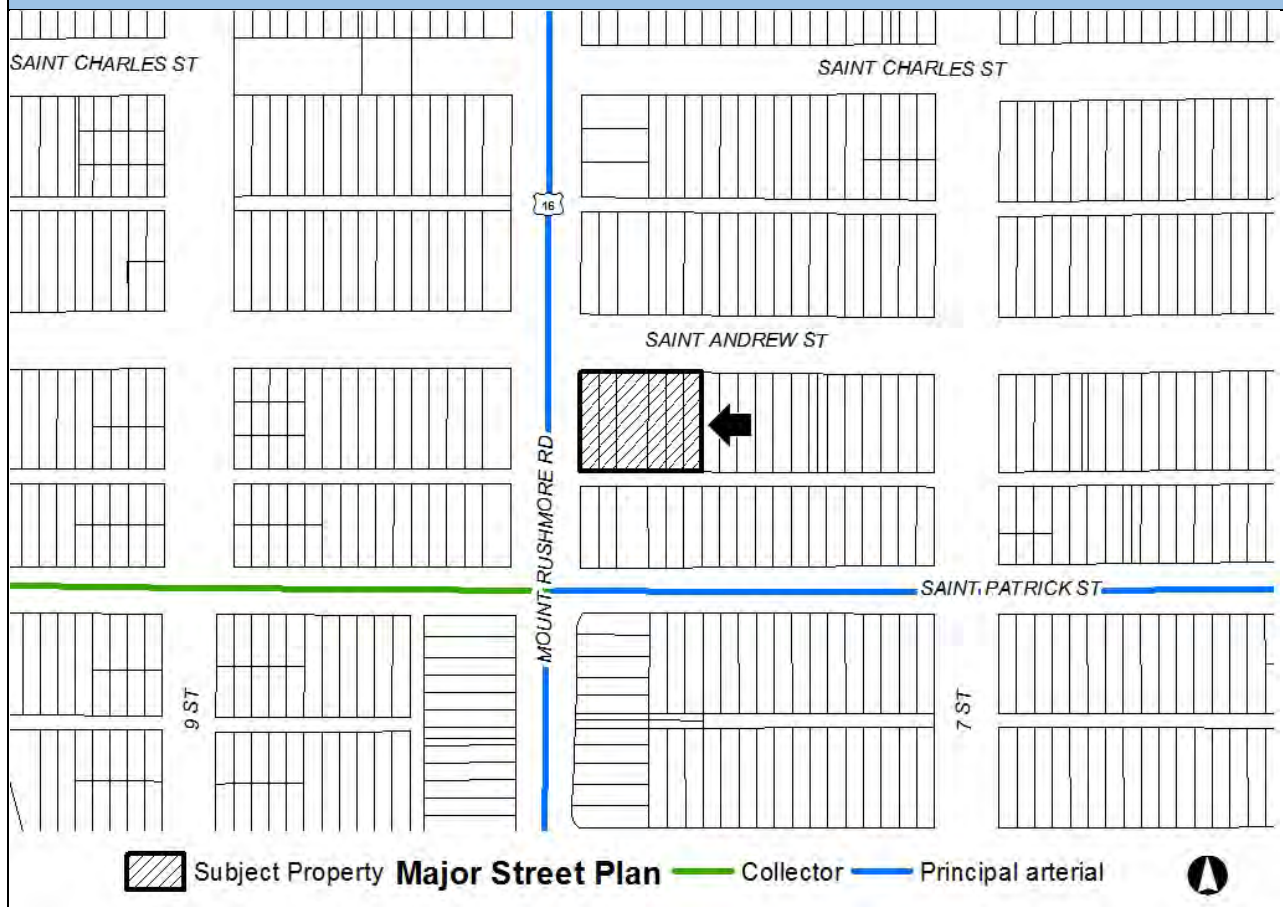 SAINT CHARLES ST
SAINT CHARLES ST
16
SAINT ANDREW ST
MOUNT RUSHMORE RD
SAINT PATRICK ST
9 ST
7 ST
Subject Property Major Street Plan Collector Principal arterial